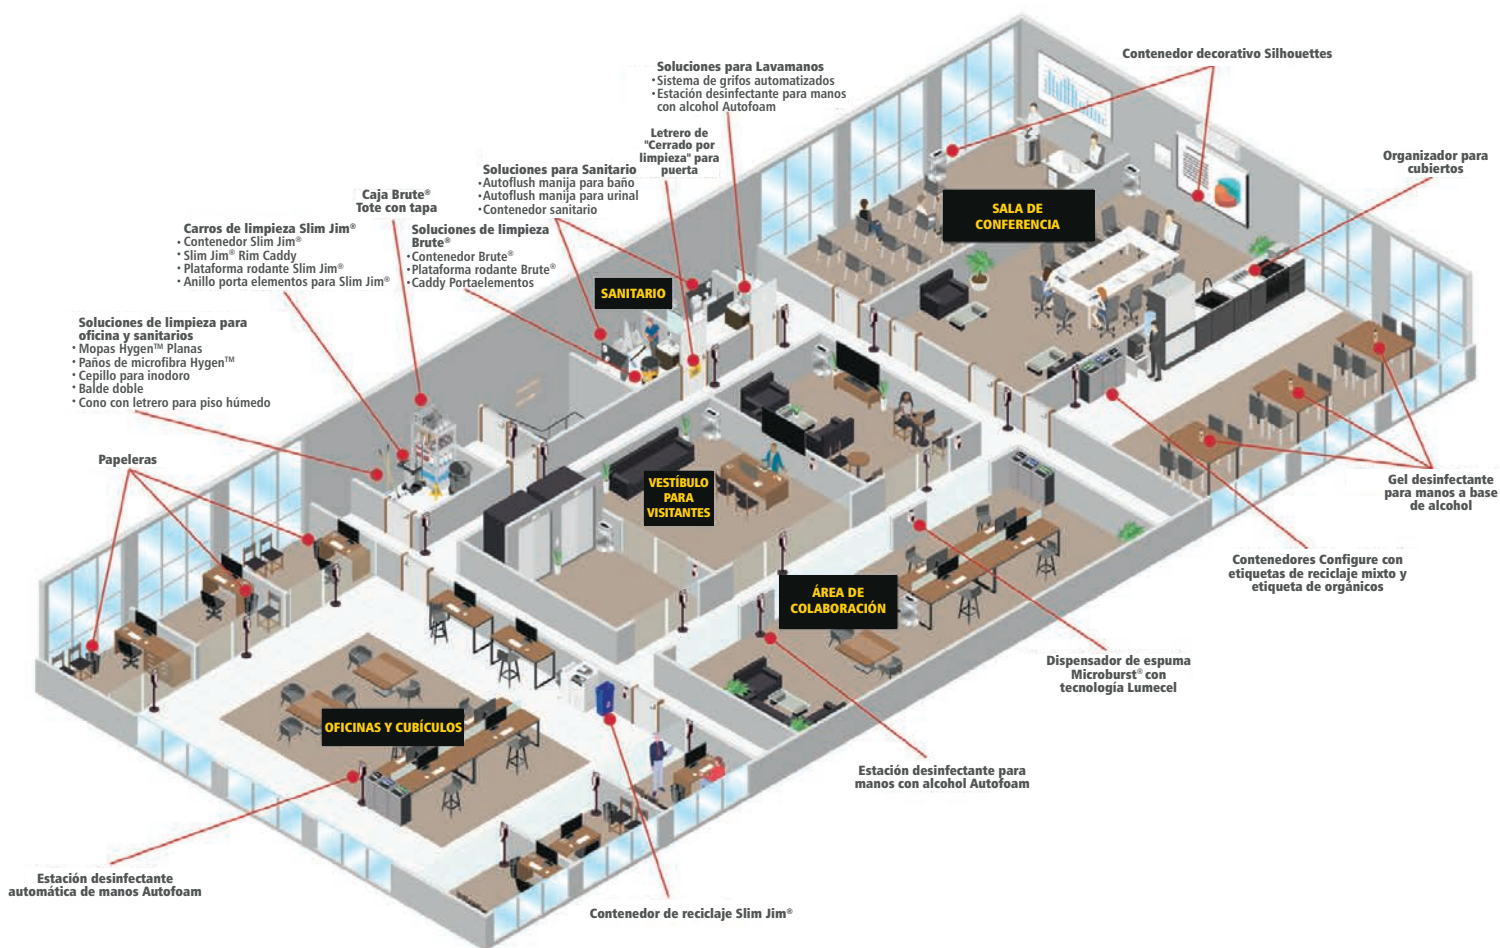 Soluciones para Lavamanos
• Sistema de grifos automatizados
• Estación desinfectante para manos
con alcohol Autofoam
Contenedor decorativo Silhouettes
Letrero de
"Cerrado por
limpieza" para
puerta
Organizador para
cubiertos
Soluciones para Sanitario
• Autoflush manija para baño
• Autoflush manija para urinal
• Contenedor sanitario
Caja Brute®
Tote con tapa
Carros de limpieza Slim Jim®
• Contenedor Slim Jim®
• Slim Jim® Rim Caddy
• Plataforma rodante Slim Jim®
• Anillo porta elementos para Slim Jim®
Soluciones de limpieza
Brute®
• Contenedor Brute®
• Plataforma rodante Brute®
• Caddy Portaelementos
SALA DE
CONFERENCIA
SANITARIO
Soluciones de limpieza para
oficina y sanitarios
• Mopas Hygen™ Planas
• Paños de microfibra Hygen™
• Cepillo para inodoro
• Balde doble
• Cono con letrero para piso húmedo
Papeleras
VESTÍBULO
PARA
VISITANTES
Gel desinfectante
para manos a base
de alcohol
Contenedores Configure con
etiquetas de reciclaje mixto y
etiqueta de orgánicos
ÁREA DE
COLABORACIÓN
Dispensador de espuma
Microburst® con
tecnología Lumecel
OFICINAS Y CUBÍCULOS
Estación desinfectante para
manos con alcohol Autofoam
Estación desinfectante
automática de manos Autofoam
Contenedor de reciclaje Slim Jim®